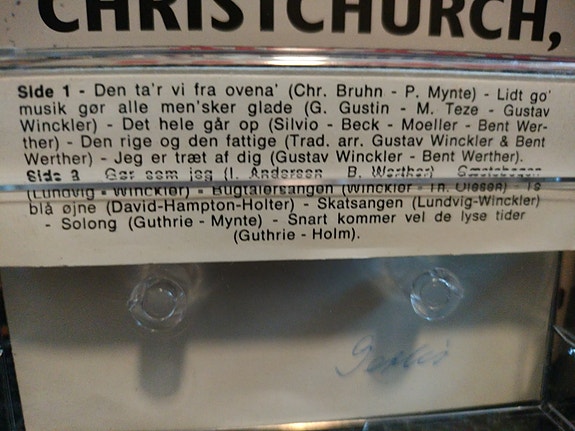 CHRISTCHURCH,
Side 1 - Den ta'r vi fra ovena' (Chr. Bruhn - P. Mynte) - Lidt go'
musik gør alle men'sker glade (G. Gustin - M. Teze - Gustav
Winckler) - Det hele går op (Silvio - Beck - Moeller - Bent Wer-
ther) - Den rige og den fattige (Trad. arr. Gustav Winckler & Bent
Werther) - Jeg er træt af dig (Gustav Winckler - Bent Werther).
Side 2 Gør som jeg (I. Andersen B. Werther)
(Lundvig - Winckler) - Bugtalersangen (Winckler - Th. Olesen) - To
blå øjne (David-Hampton-Holter) - Skatsangen (Lundvig-Winckler)
- Solong (Guthrie - Mynte) - Snart kommer vel de lyse tider
(Guthrie - Holm).